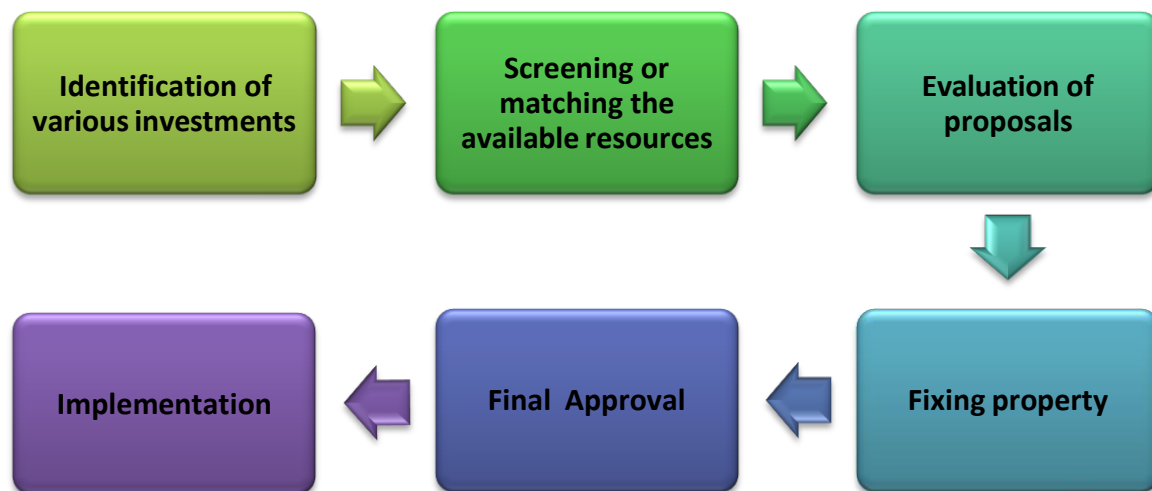 Identification of
various investments
Screening or
matching the
available resources
Evaluation of
proposals
Fixing property
Final Approval
Implementation